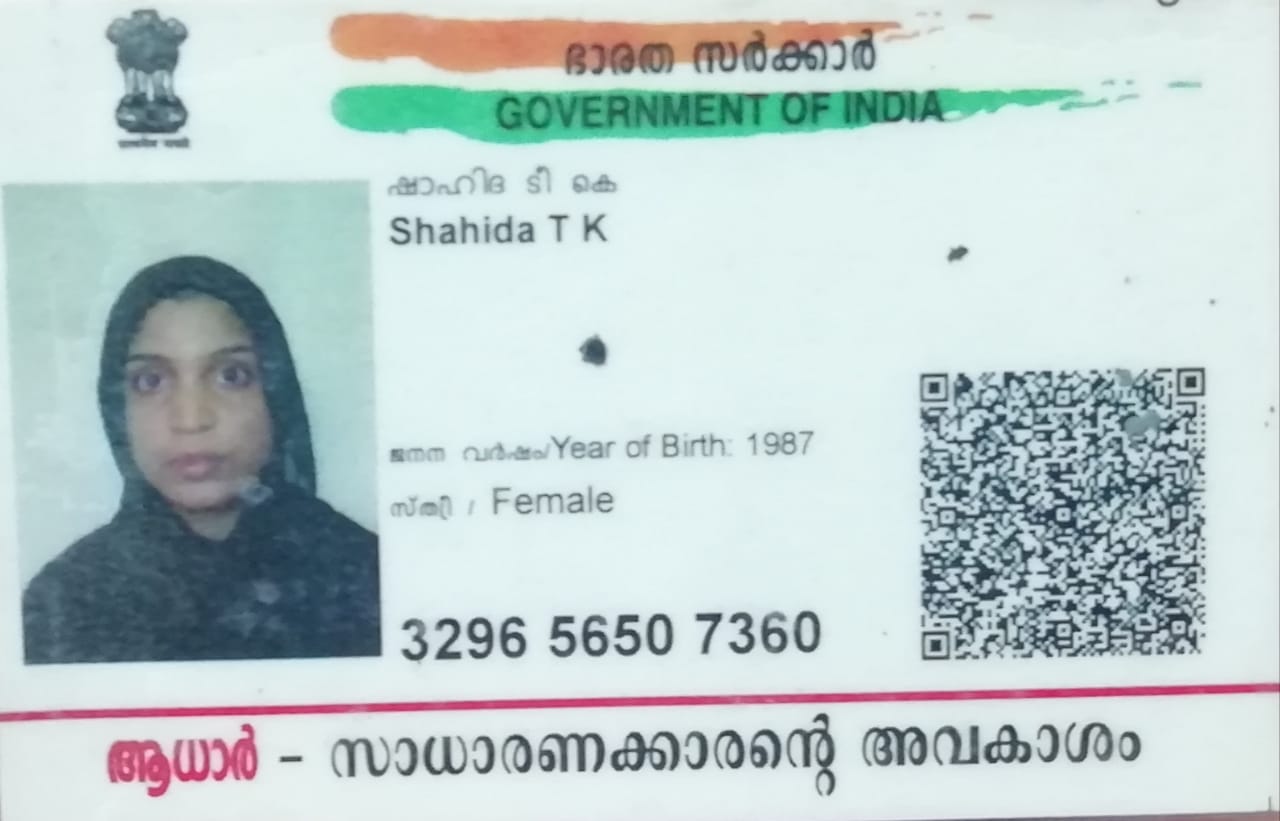 ഭാരത സർക്കാർ
GOVERNMENT OF INDIA
ഷാഹിദ ടീ കെ
Shahida T K
ജനന വർഷം/Year of Birth: 1987
സ്ത്രീ / Female
3296 5650 7360
ആധാർ - സാധാരണക്കാരന്റെ അവകാശം